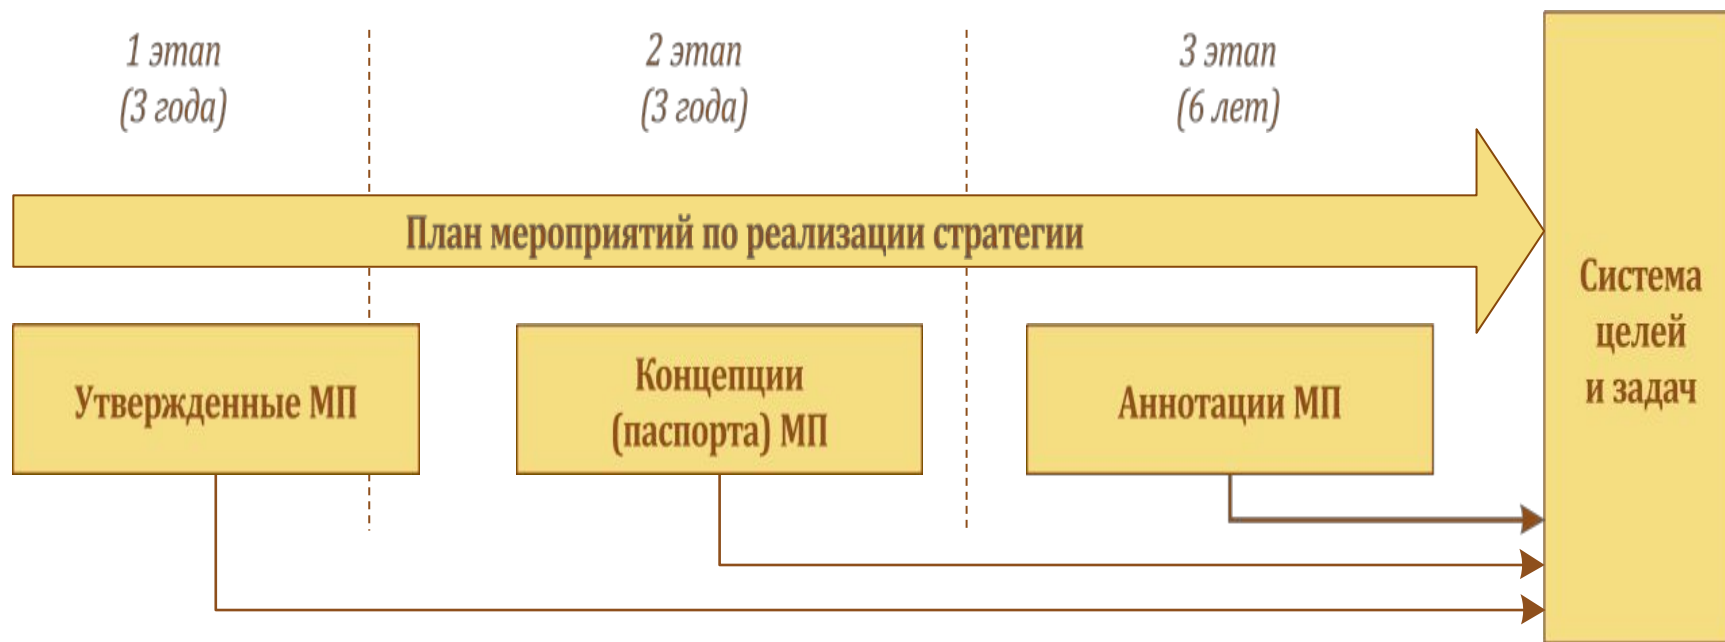 1 этап
(3 года)
2 этап
(3 года)
3 этап
(6 лет)
План мероприятий по реализации стратегии
Утвержденные МП
Концепции
(паспорта) МП
Аннотации МП
Система
целей
и задач